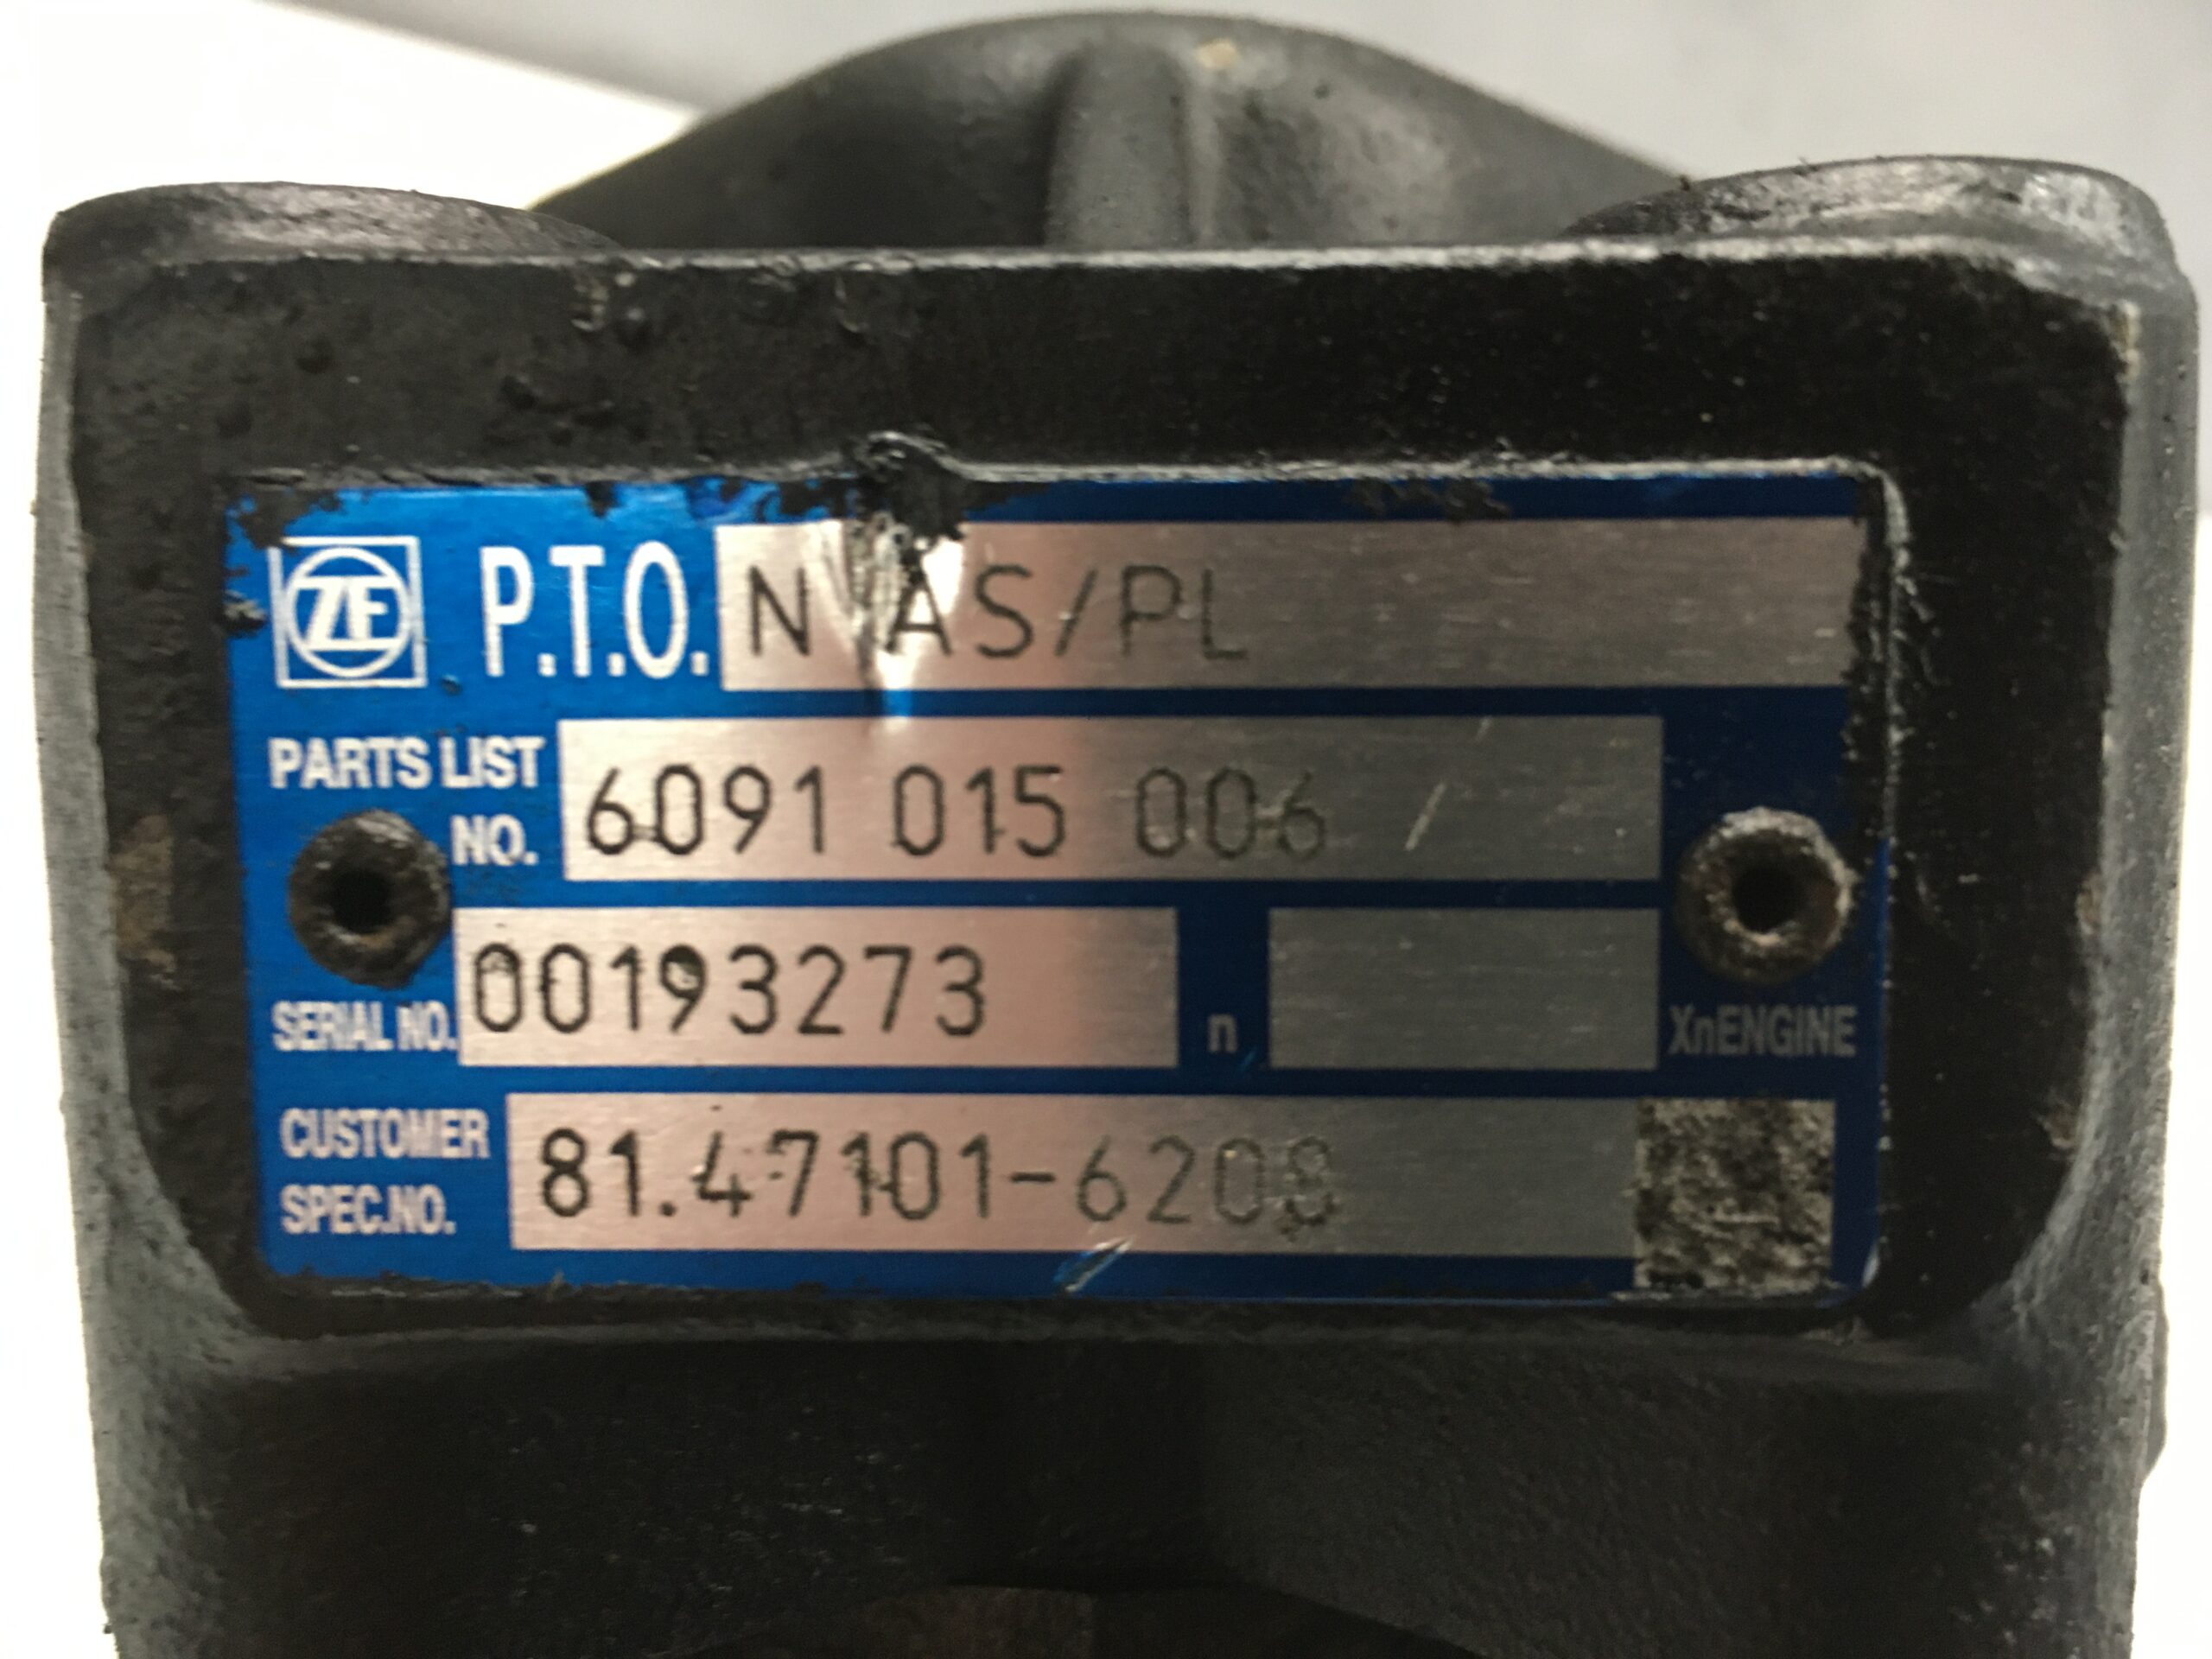 ZF P.T.O. N AS/PL
PARTS LIST
NO. 6091 015 006
SERIAL NO. 00193273 n XnENGINE
CUSTOMER
SPEC.NO. 81.47101-6208